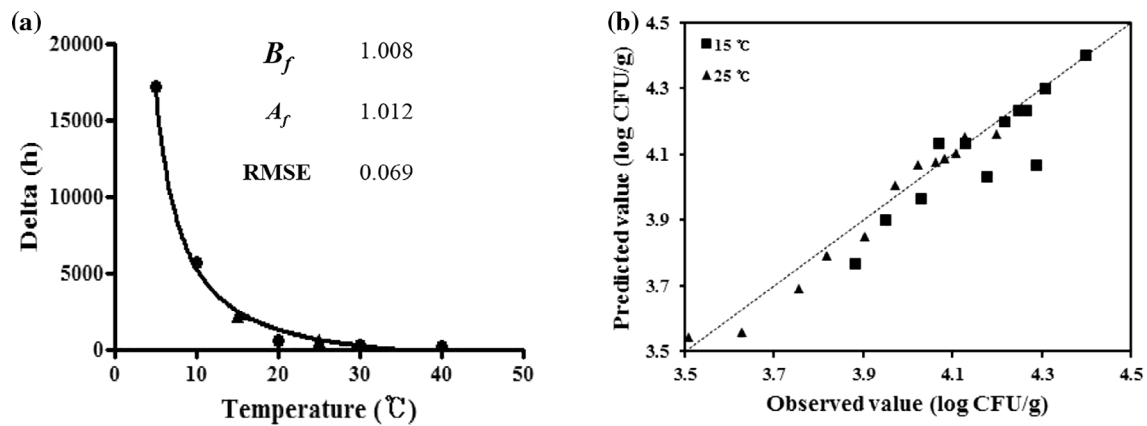 (a)
20000
15000
10000
5000
0
Delta (h)
B_f 1.008
A_f 1.012
RMSE 0.069
0 10 20 30 40 50
Temperature (℃)
(b)
4.5
4.3
4.1
3.9
3.7
3.5
Predicted value (log CFU/g)
15 ℃
25 ℃
3.5 3.7 3.9 4.1 4.3 4.5
Observed value (log CFU/g)